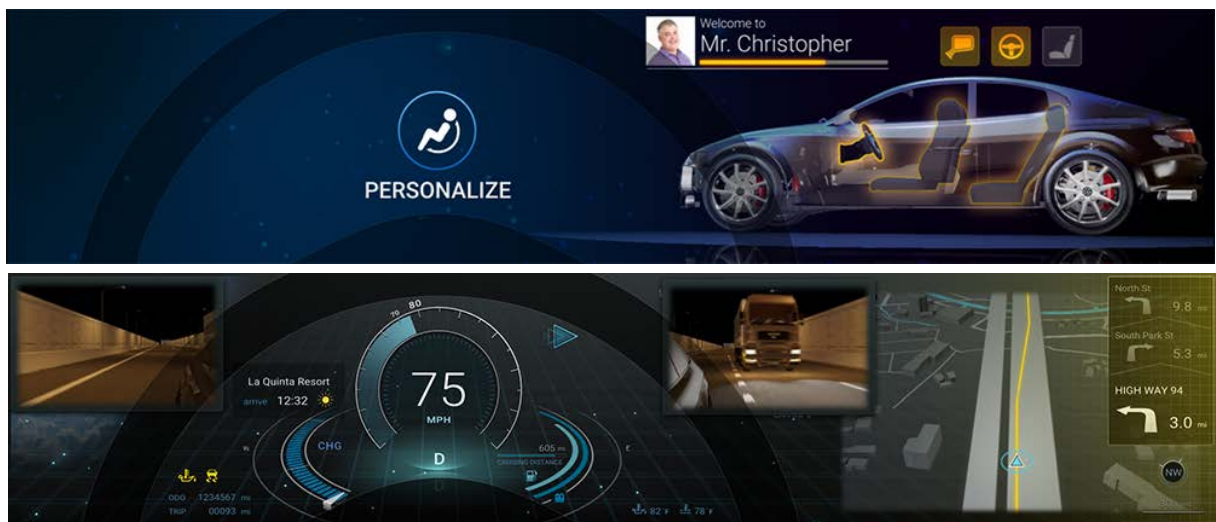 Welcome to
Mr. Christopher
PERSONALIZE
La Quinta Resort
arrive 12:32
70
80
75
MPH
CHG
D
605 mi
N
E
ODO 1234567 mi
TRIP 00093 mi
82°F 78°F
North St
9.8 mi
South Park St
5.3 mi
HIGH WAY 94
3.0 mi
NW